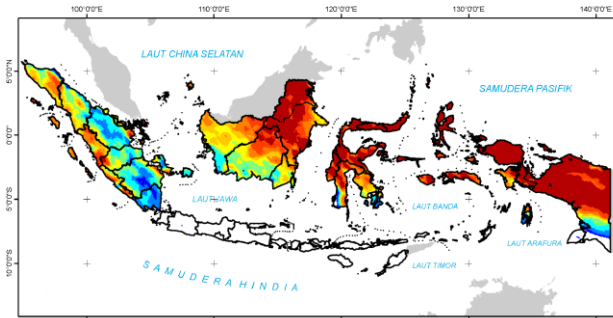 100°0'0"E 110°0'0"E 120°0'0"E 130°0'0"E 140°0'0"E
LAUT CHINA SELATAN
5°0'0"N
SAMUDERA PASIFIK
0°0'0"
5°0'0"S
LAUT JAWA
LAUT BANDA
LAUT ARAFURA
10°0'0"S
LAUT TIMOR
SAMUDERA HINDIA